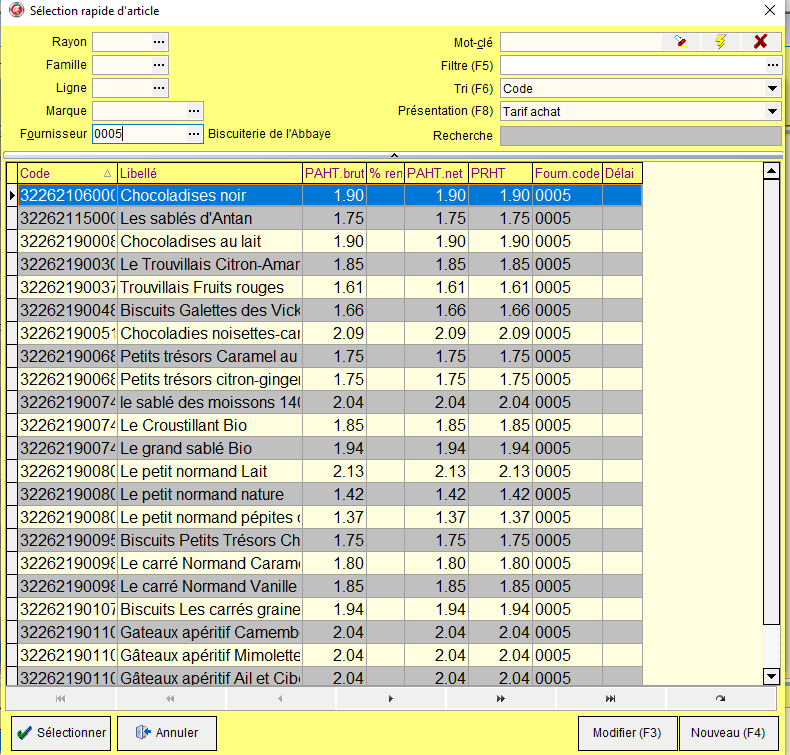 Sélection rapide d'article
Rayon ... Mot-clé
Famille ... Filtre (F5) ...
Ligne ... Tri (F6) Code
Marque ... Présentation (F8) Tarif achat
Fournisseur 0005 ... Biscuiterie de l'Abbaye Recherche
Code Libellé PAHT.brut % ren PAHT.net PRHT Fourn.code Délai
32262106000 Chocoladises noir 1.90 1.90 1.90 0005
32262115000 Les sablés d'Antan 1.75 1.75 1.75 0005
32262190008 Chocoladises au lait 1.90 1.90 1.90 0005
32262190030 Le Trouvillais Citron-Amar 1.85 1.85 1.85 0005
32262190037 Trouvillais Fruits rouges 1.61 1.61 1.61 0005
32262190048 Biscuits Galettes des Vick 1.66 1.66 1.66 0005
32262190051 Chocoladies noisettes-car 2.09 2.09 2.09 0005
32262190068 Petits trésors Caramel au 1.75 1.75 1.75 0005
32262190068 Petits trésors citron-ginger 1.75 1.75 1.75 0005
32262190074 le sablé des moissons 140 2.04 2.04 2.04 0005
32262190074 Le Croustillant Bio 1.85 1.85 1.85 0005
32262190074 Le grand sablé Bio 1.94 1.94 1.94 0005
32262190080 Le petit normand Lait 2.13 2.13 2.13 0005
32262190080 Le petit normand nature 1.42 1.42 1.42 0005
32262190080 Le petit normand pépites c 1.37 1.37 1.37 0005
32262190095 Biscuits Petits Trésors Ch 1.75 1.75 1.75 0005
32262190098 Le carré Normand Caram 1.80 1.80 1.80 0005
32262190098 Le carré Normand Vanille 1.85 1.85 1.85 0005
32262190107 Biscuits Les carrés graine 1.94 1.94 1.94 0005
32262190110 Gateaux apéritif Camemb 2.04 2.04 2.04 0005
32262190110 Gâteaux apéritif Mimolette 2.04 2.04 2.04 0005
32262190110 Gâteaux apéritif Ail et Cibo 2.04 2.04 2.04 0005
Sélectionner Annuler Modifier (F3) Nouveau (F4)